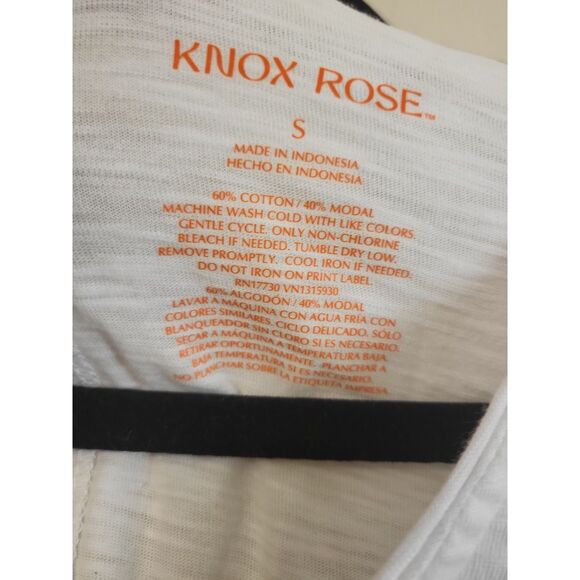 KNOX ROSE™
S
MADE IN INDONESIA
HECHO EN INDONESIA
60% COTTON / 40% MODAL
MACHINE WASH COLD WITH LIKE COLORS.
GENTLE CYCLE. ONLY NON-CHLORINE
BLEACH IF NEEDED. TUMBLE DRY LOW.
REMOVE PROMPTLY. COOL IRON IF NEEDED.
DO NOT IRON ON PRINT LABEL.
RN17730 VN1315930
60% ALGODÓN / 40% MODAL
LAVAR A MÁQUINA CON AGUA FRÍA CON
COLORES SIMILARES. CICLO DELICADO. SOLO
BLANQUEADOR SIN CLORO SI ES NECESARIO.
SECAR A MÁQUINA A TEMPERATURA BAJA.
RETIRAR OPORTUNAMENTE. PLANCHAR A
BAJA TEMPERATURA SI ES NECESARIO.
NO PLANCHAR SOBRE LA ETIQUETA IMPRESA